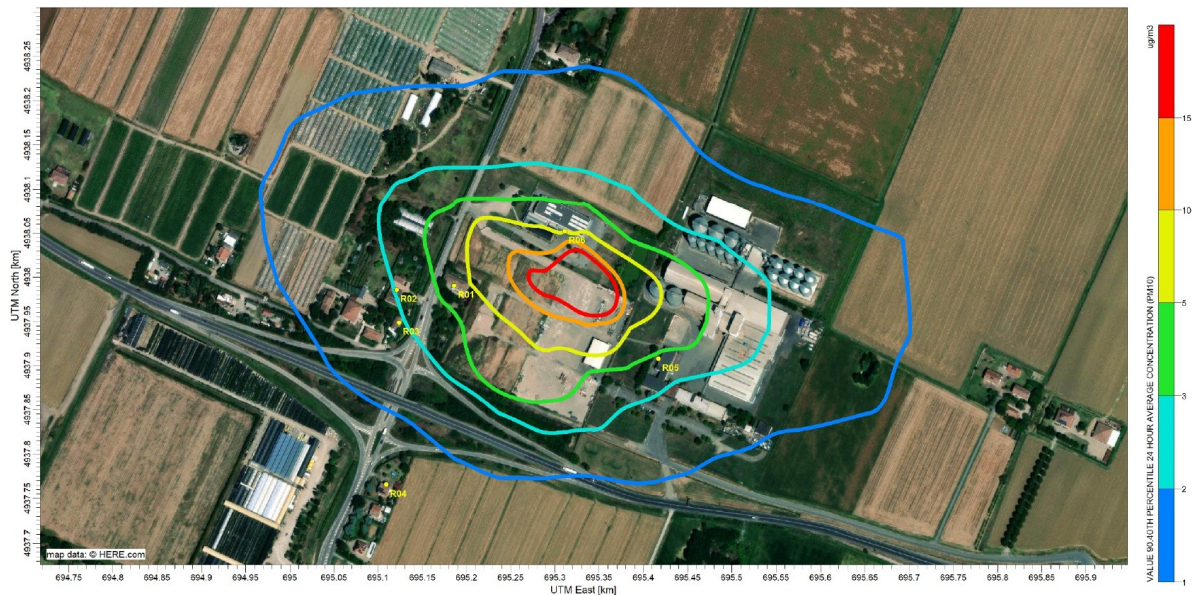 UTM North [km]
4938.25
4938.2
4938.15
4938.1
4938.05
4938
4937.95
4937.9
4937.85
4937.8
4937.75
4937.7
R06
R01
R02
R03
R05
R04
map data: © HERE.com
694.75 694.8 694.85 694.9 694.95 695 695.05 695.1 695.15 695.2 695.25 695.3 695.35 695.4 695.45 695.5 695.55 695.6 695.65 695.7 695.75 695.8 695.85 695.9
UTM East [km]
ug/m3
15
10
5
3
2
1
VALUE 90.40TH PERCENTILE 24 HOUR AVERAGE CONCENTRATION (PM10)